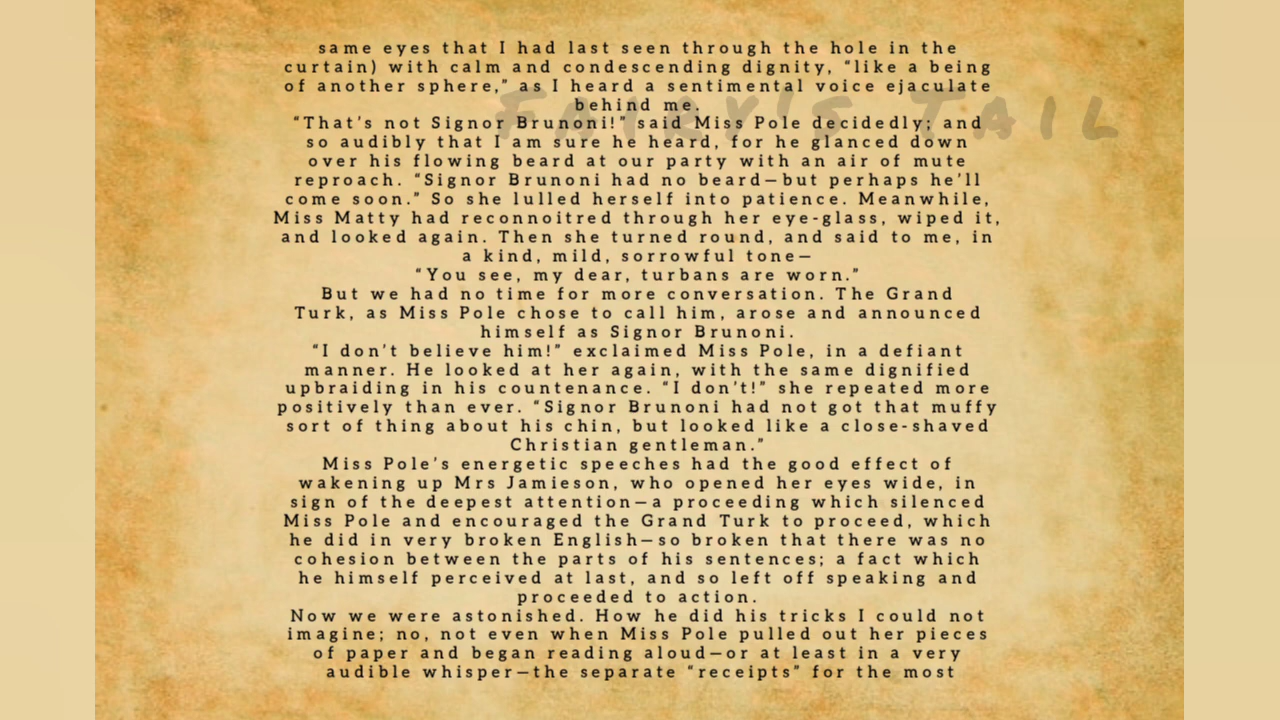 same eyes that I had last seen through the hole in the
curtain) with calm and condescending dignity, “like a being
of another sphere,” as I heard a sentimental voice ejaculate
behind me.
FAIRY'S TAIL
“That’s not Signor Brunoni!” said Miss Pole decidedly; and
so audibly that I am sure he heard, for he glanced down
over his flowing beard at our party with an air of mute
reproach. “Signor Brunoni had no beard—but perhaps he’ll
come soon.” So she lulled herself into patience. Meanwhile,
Miss Matty had reconnoitred through her eye-glass, wiped it,
and looked again. Then she turned round, and said to me, in
a kind, mild, sorrowful tone—
“You see, my dear, turbans are worn.”
But we had no time for more conversation. The Grand
Turk, as Miss Pole chose to call him, arose and announced
himself as Signor Brunoni.
“I don’t believe him!” exclaimed Miss Pole, in a defiant
manner. He looked at her again, with the same dignified
upbraiding in his countenance. “I don’t!” she repeated more
positively than ever. “Signor Brunoni had not got that muffy
sort of thing about his chin, but looked like a close-shaved
Christian gentleman.”
Miss Pole’s energetic speeches had the good effect of
wakening up Mrs Jamieson, who opened her eyes wide, in
sign of the deepest attention—a proceeding which silenced
Miss Pole and encouraged the Grand Turk to proceed, which
he did in very broken English—so broken that there was no
cohesion between the parts of his sentences; a fact which
he himself perceived at last, and so left off speaking and
proceeded to action.
Now we were astonished. How he did his tricks I could not
imagine; no, not even when Miss Pole pulled out her pieces
of paper and began reading aloud—or at least in a very
audible whisper—the separate “receipts” for the most